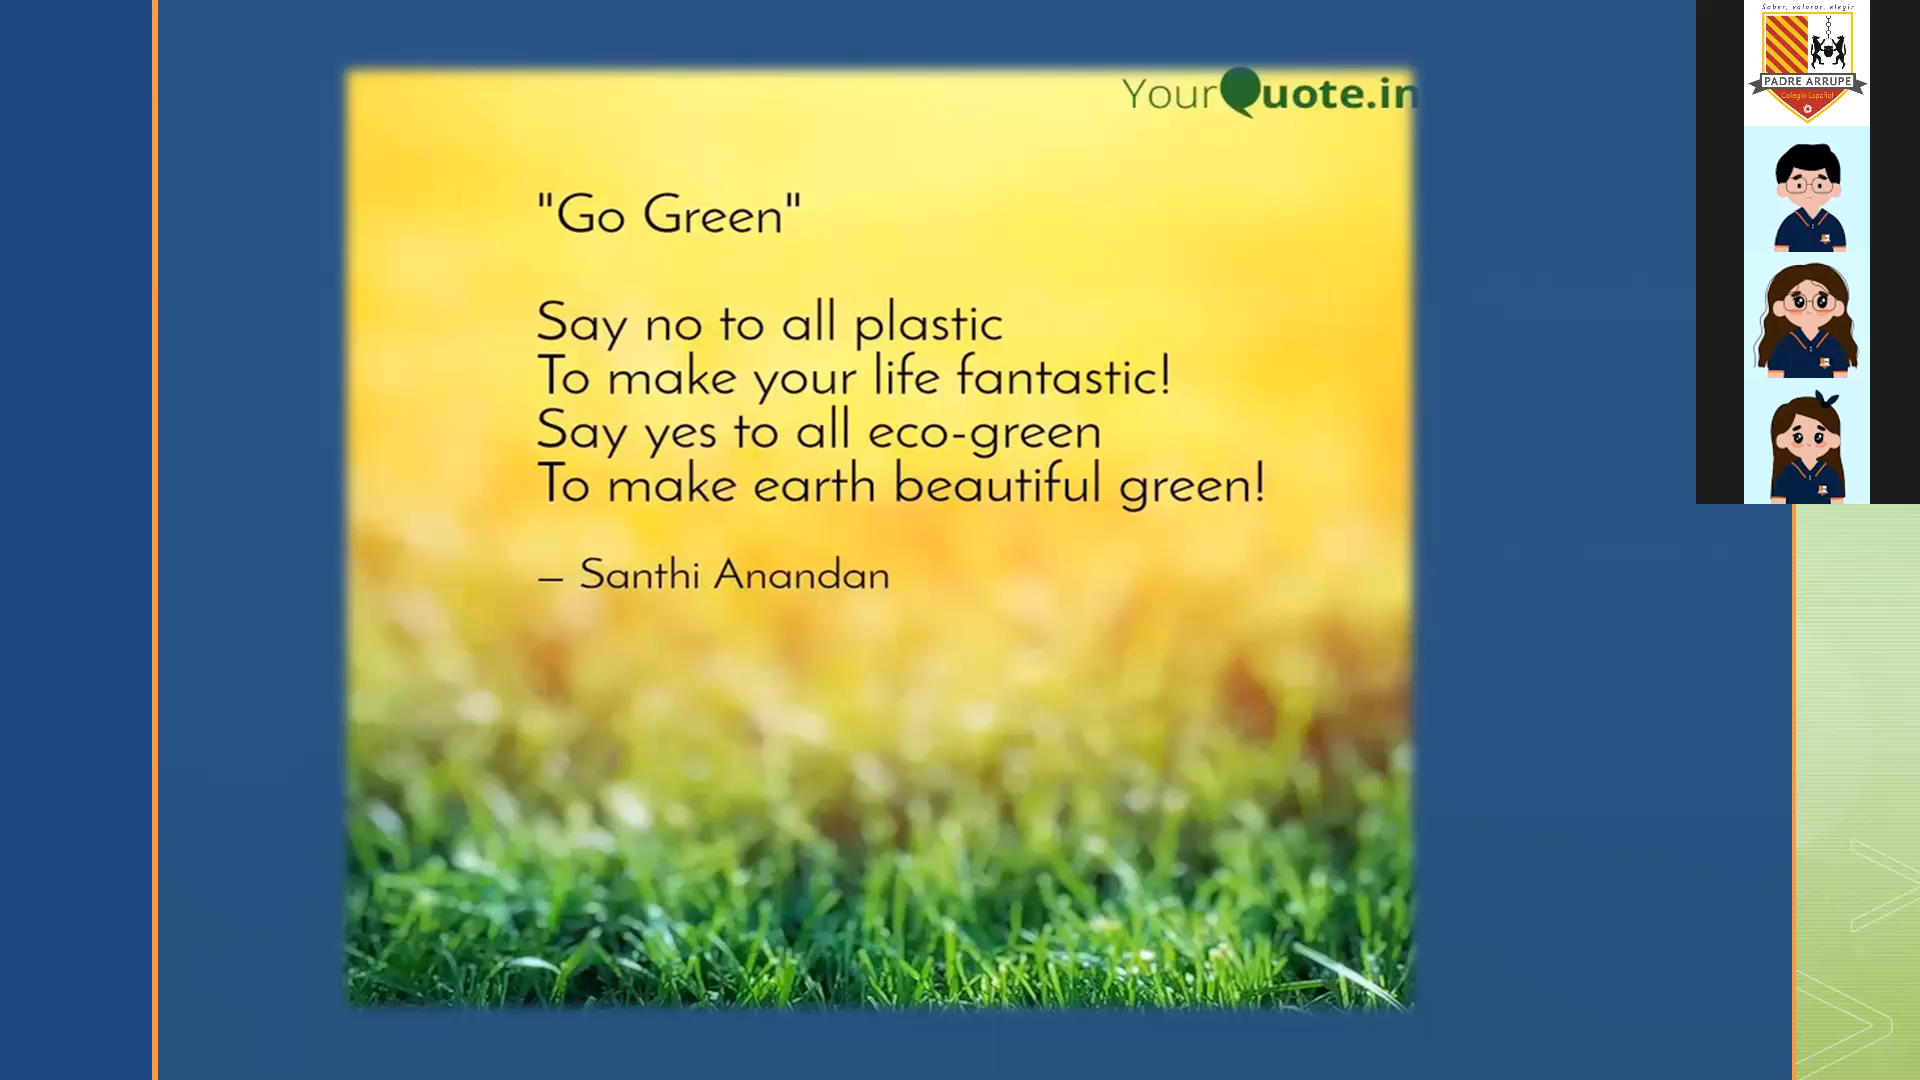 Saber, valorar, elegir
PADRE ARRUPE
Colegio Español
YourQuote.in
"Go Green"
Say no to all plastic
To make your life fantastic!
Say yes to all eco-green
To make earth beautiful green!
– Santhi Anandan